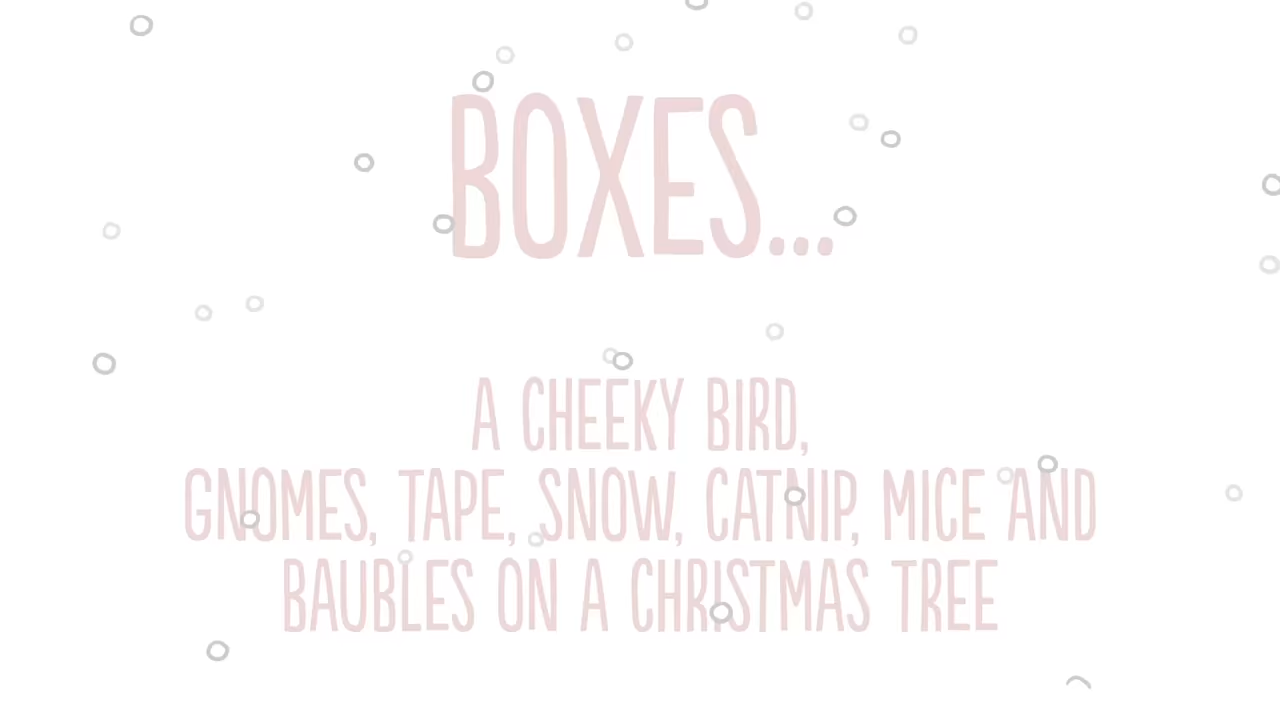 BOXES...
A CHEEKY BIRD,
GNOMES, TAPE, SNOW, CATNIP, MICE AND
BAUBLES ON A CHRISTMAS TREE